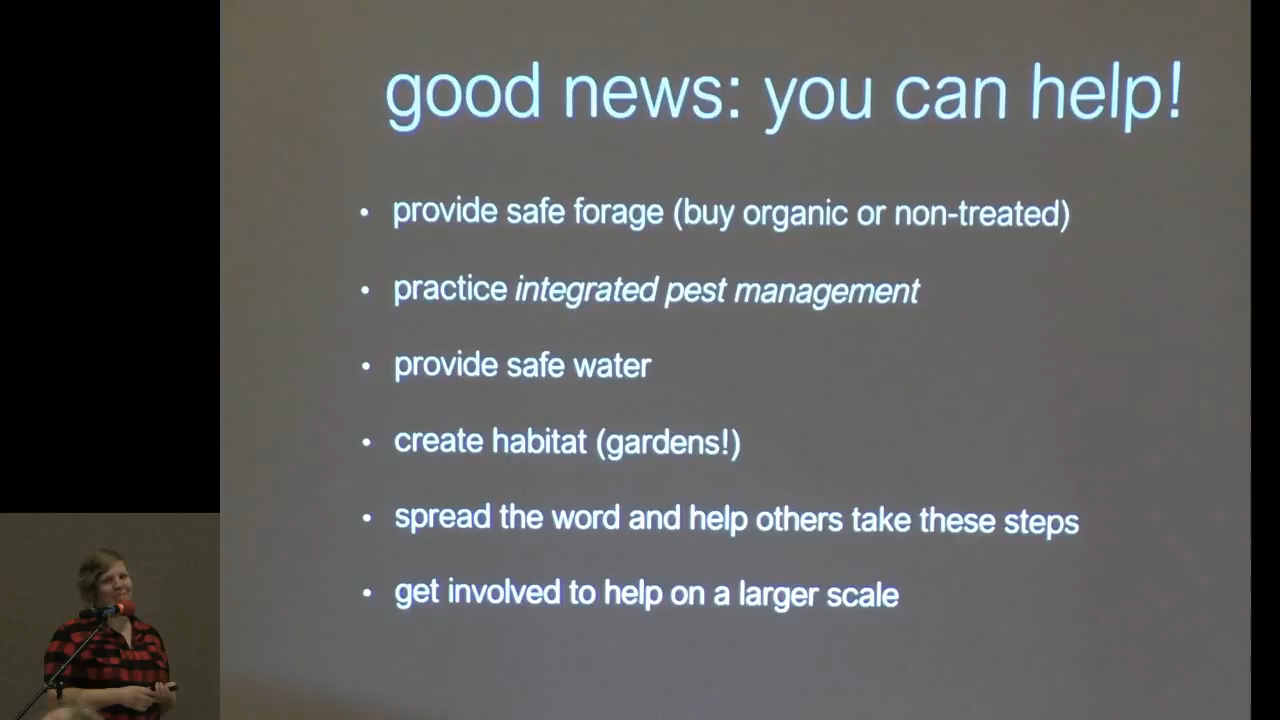 good news: you can help!
• provide safe forage (buy organic or non-treated)
• practice integrated pest management
• provide safe water
• create habitat (gardens!)
• spread the word and help others take these steps
• get involved to help on a larger scale